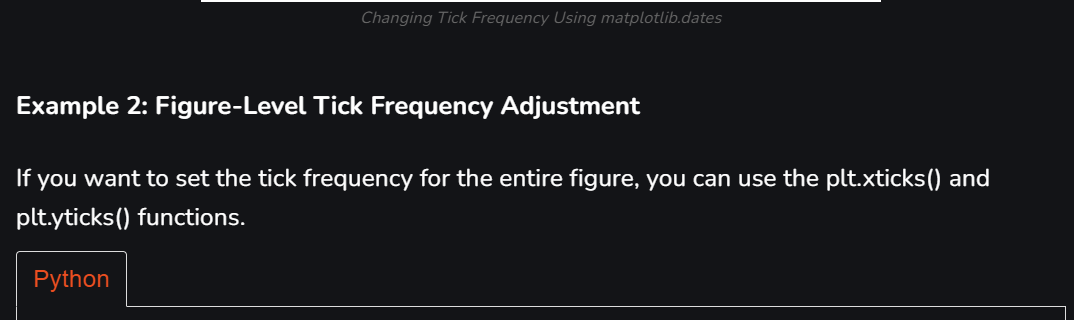 Changing Tick Frequency Using matplotlib.dates
Example 2: Figure-Level Tick Frequency Adjustment
If you want to set the tick frequency for the entire figure, you can use the plt.xticks() and
plt.yticks() functions.
Python